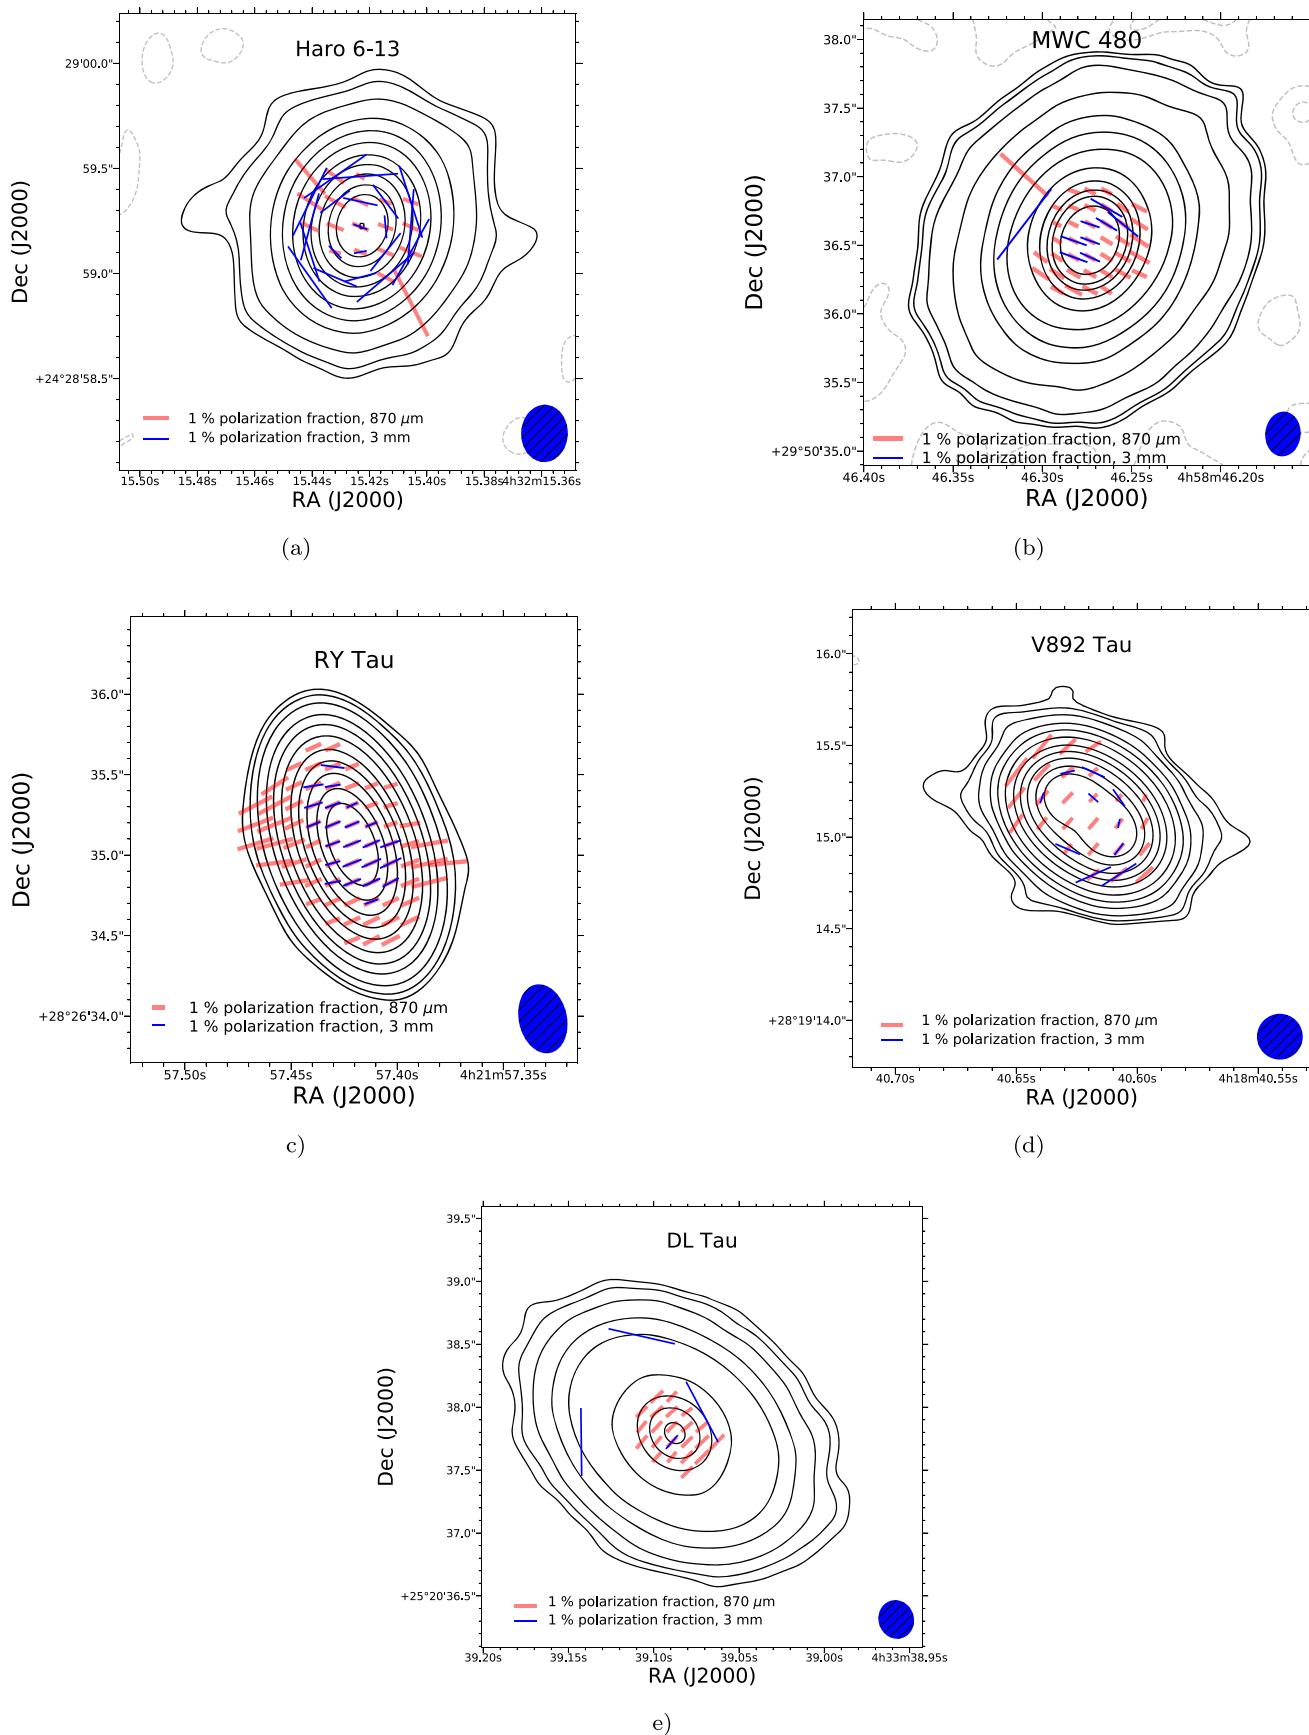 Haro 6-13
29'00.0"
59.5"
59.0"
+24°28'58.5"
Dec (J2000)
1 % polarization fraction, 870 μm
1 % polarization fraction, 3 mm
15.50s 15.48s 15.46s 15.44s 15.42s 15.40s 15.38s 4h32m15.36s
RA (J2000)
(a)
MWC 480
38.0"
37.5"
37.0"
36.5"
36.0"
35.5"
+29°50'35.0"
Dec (J2000)
1 % polarization fraction, 870 μm
1 % polarization fraction, 3 mm
46.40s 46.35s 46.30s 46.25s 4h58m46.20s
RA (J2000)
(b)
RY Tau
36.0"
35.5"
35.0"
34.5"
+28°26'34.0"
Dec (J2000)
1 % polarization fraction, 870 μm
1 % polarization fraction, 3 mm
57.50s 57.45s 57.40s 4h21m57.35s
RA (J2000)
c)
V892 Tau
16.0"
15.5"
15.0"
14.5"
+28°19'14.0"
Dec (J2000)
1 % polarization fraction, 870 μm
1 % polarization fraction, 3 mm
40.70s 40.65s 40.60s 4h18m40.55s
RA (J2000)
(d)
DL Tau
39.5"
39.0"
38.5"
38.0"
37.5"
37.0"
+25°20'36.5"
Dec (J2000)
1 % polarization fraction, 870 μm
1 % polarization fraction, 3 mm
39.20s 39.15s 39.10s 39.05s 39.00s 4h33m38.95s
RA (J2000)
e)